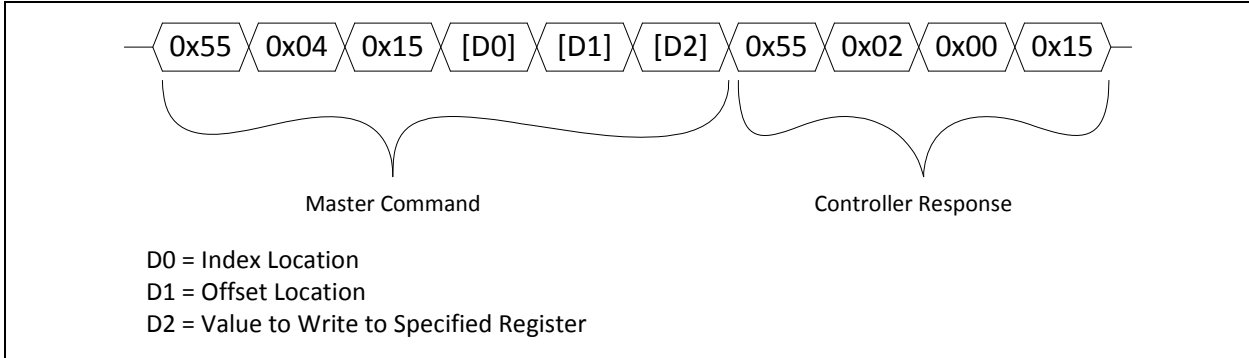 0x55 0x04 0x15 [D0] [D1] [D2] 0x55 0x02 0x00 0x15
Master Command Controller Response
D0 = Index Location
D1 = Offset Location
D2 = Value to Write to Specified Register